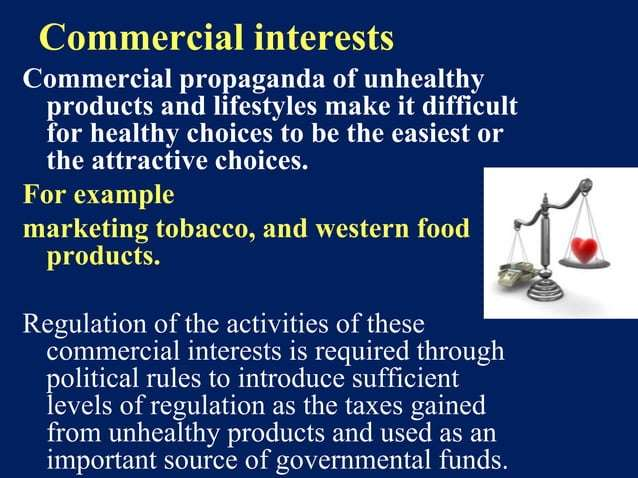 Commercial interests
Commercial propaganda of unhealthy
products and lifestyles make it difficult
for healthy choices to be the easiest or
the attractive choices.
For example
marketing tobacco, and western food
products.
Regulation of the activities of these
commercial interests is required through
political rules to introduce sufficient
levels of regulation as the taxes gained
from unhealthy products and used as an
important source of governmental funds.